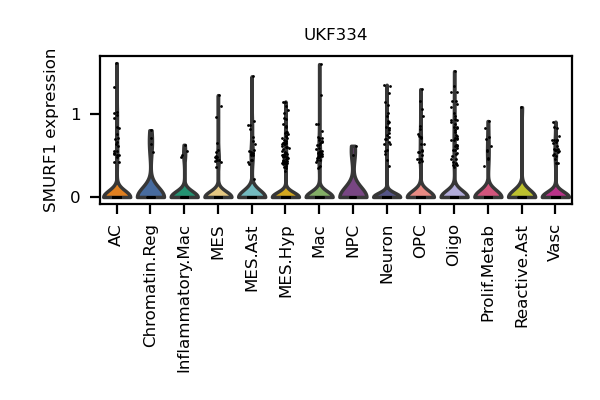 UKF334
SMURF1 expression
1
0
AC
Chromatin.Reg
Inflammatory.Mac
MES
MES.Ast
MES.Hyp
Mac
NPC
Neuron
OPC
Oligo
Prolif.Metab
Reactive.Ast
Vasc